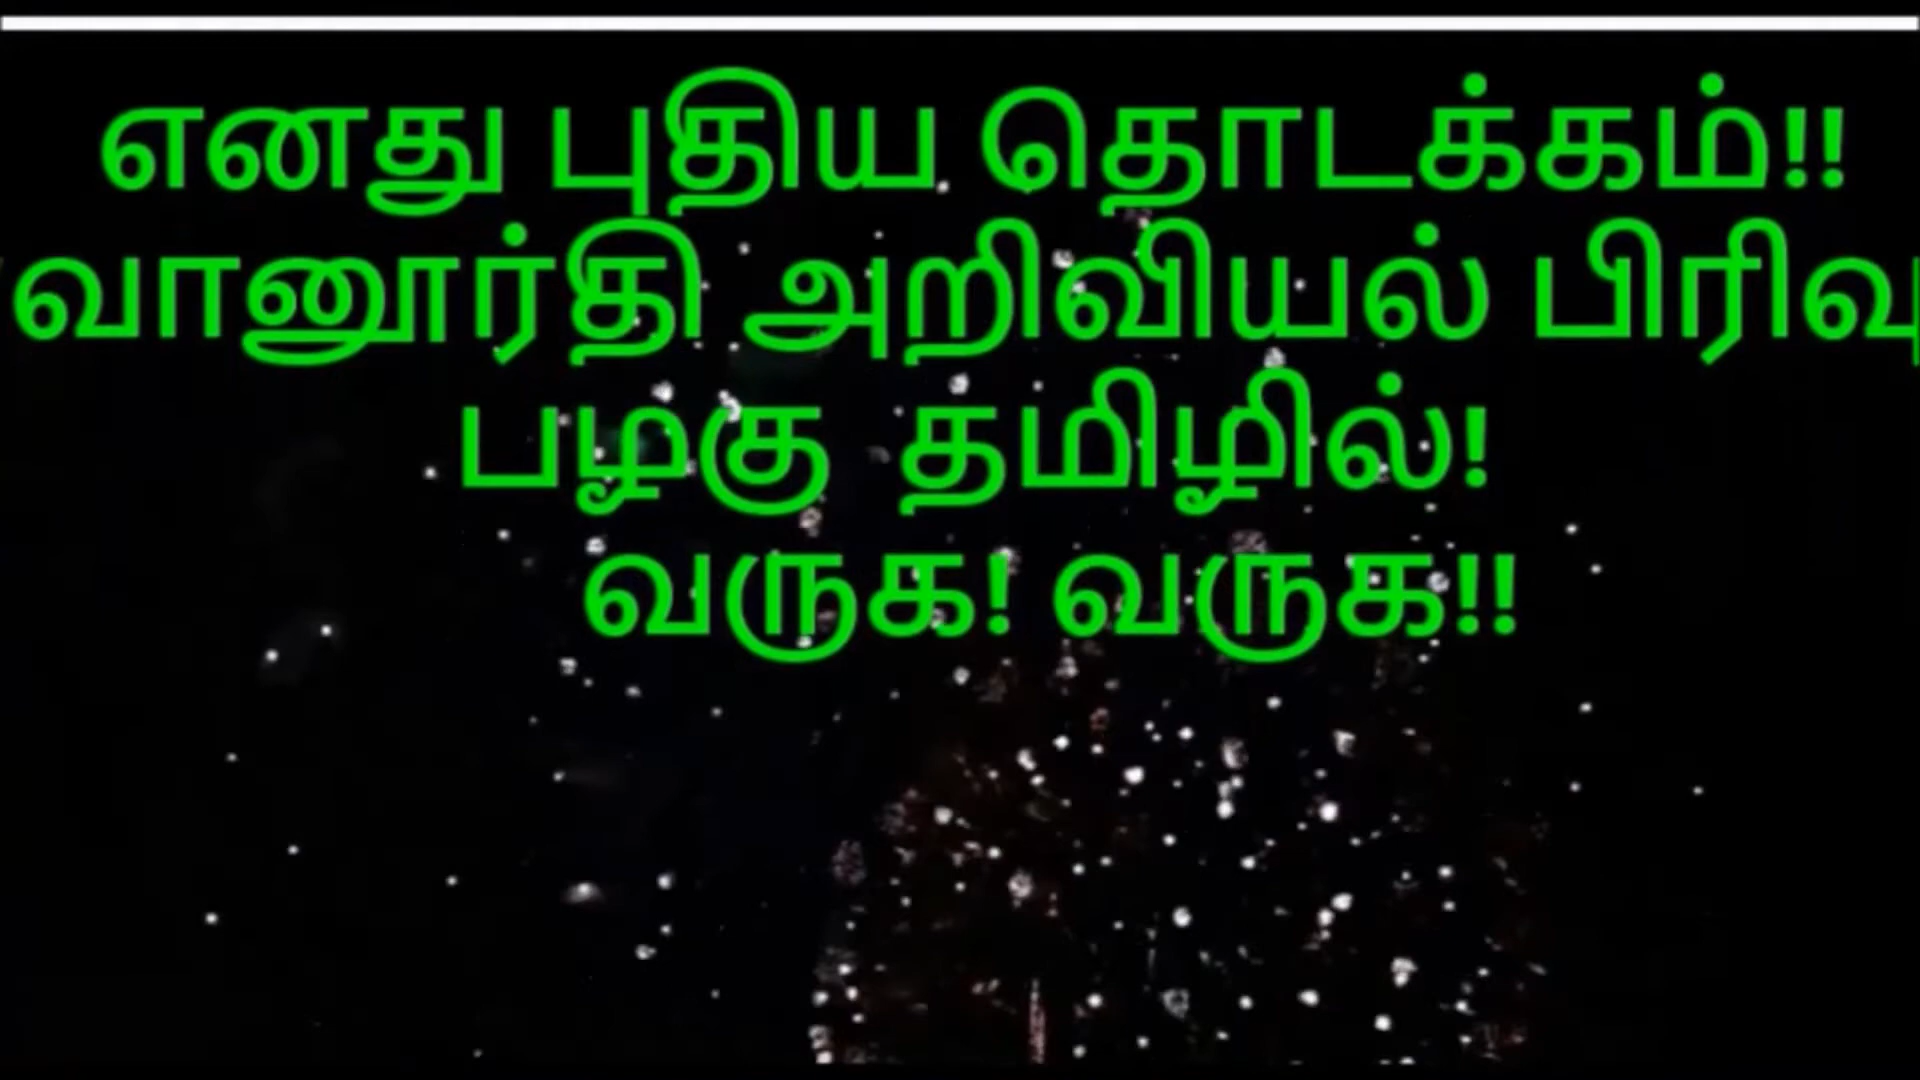 எனது புதிய தொடக்கம்!!
வானூர்தி அறிவியல் பிரிவு
பழகு தமிழில்!
வருக! வருக!!